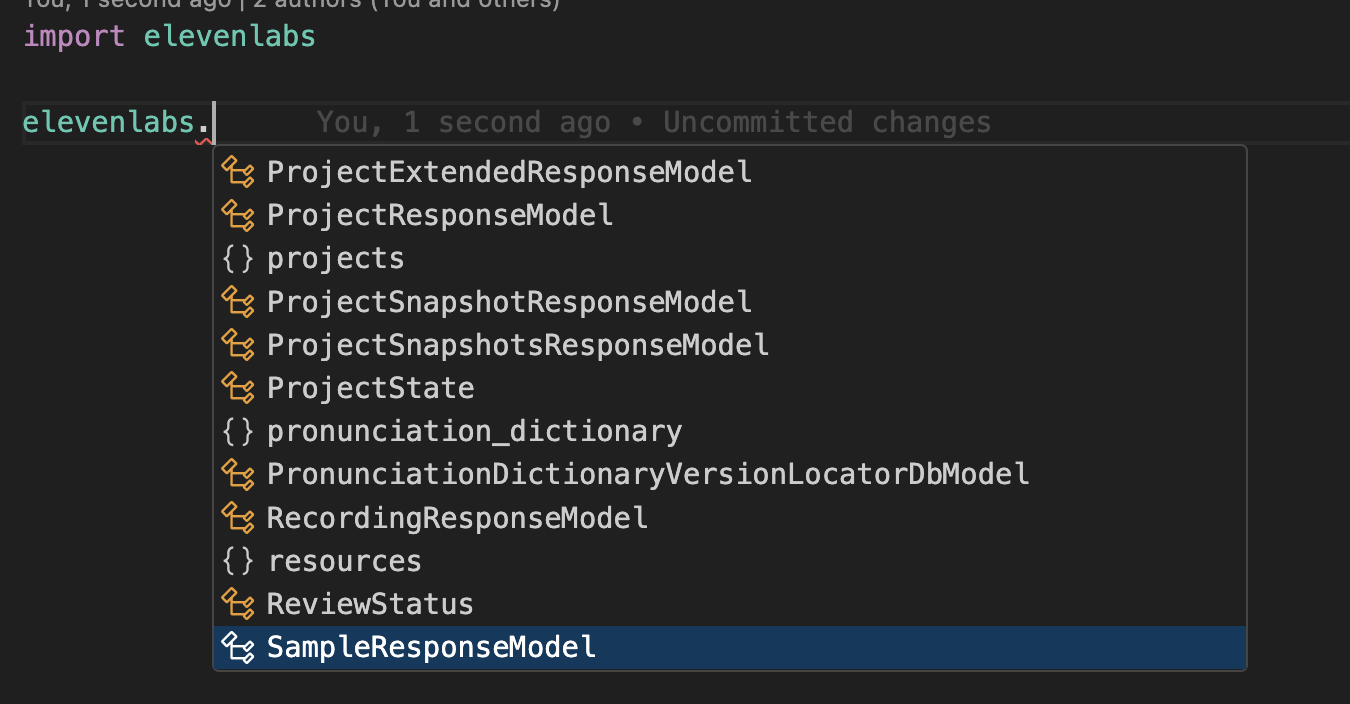 You, 1 second ago | 2 authors (You and others)
import elevenlabs
elevenlabs. You, 1 second ago • Uncommitted changes
ProjectExtendedResponseModel
ProjectResponseModel
{} projects
ProjectSnapshotResponseModel
ProjectSnapshotsResponseModel
ProjectState
{} pronunciation_dictionary
PronunciationDictionaryVersionLocatorDbModel
RecordingResponseModel
{} resources
ReviewStatus
SampleResponseModel